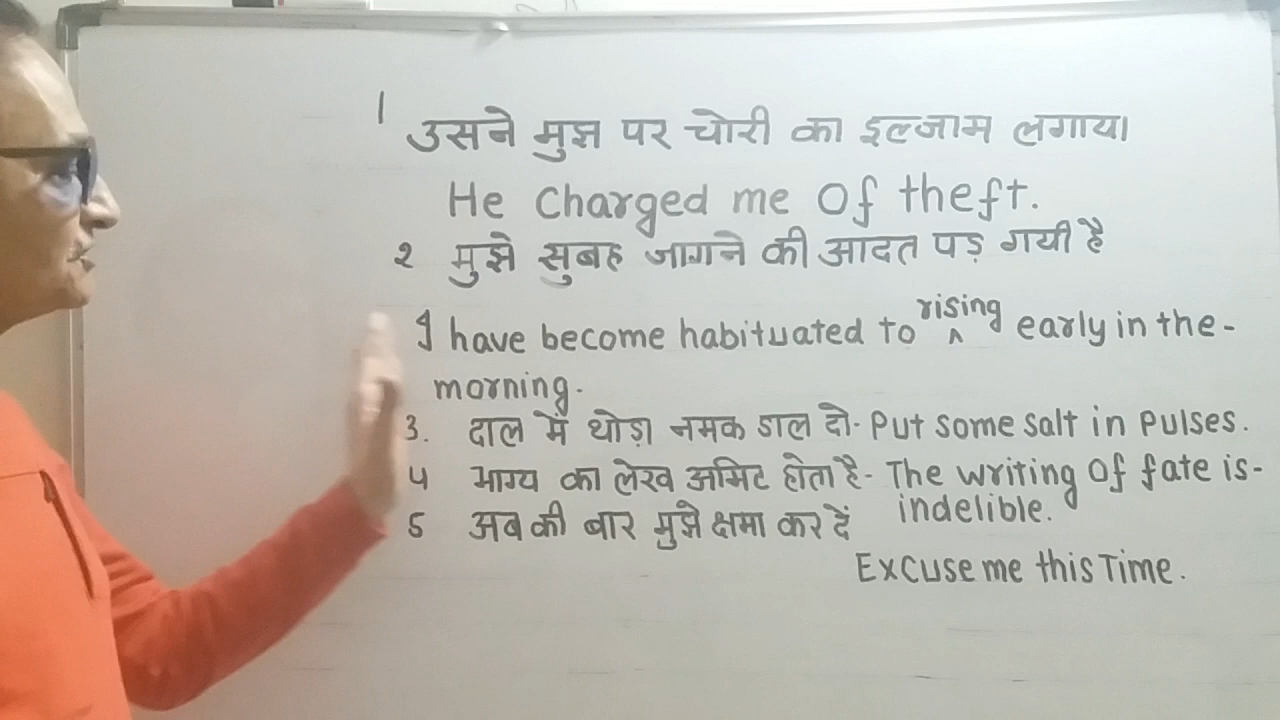 1 उसने मुझ पर चोरी का इल्जाम लगाया।
He charged me of theft.
२ मुझे सुबह जागने की आदत पड़ गयी है
I have become habituated to rising early in the-
morning.
3. दाल में थोड़ा नमक डाल दो- Put some salt in Pulses.
५ भाग्य का लेख अमिट होता है- The writing of fate is-
indelible.
5 अब की बार मुझे क्षमा कर दें
Excuse me this Time.